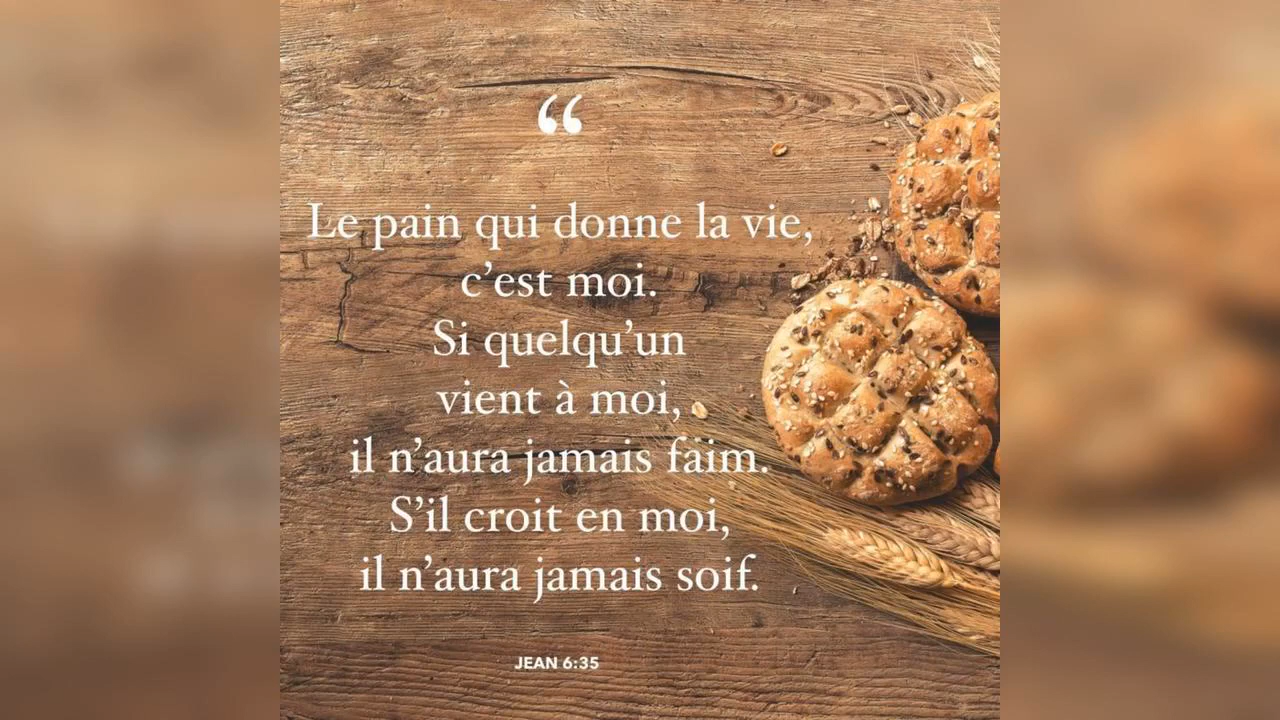 “
Le pain qui donne la vie,
c’est moi.
Si quelqu’un
vient à moi,
il n’aura jamais faim.
S’il croit en moi,
il n’aura jamais soif.
JEAN 6:35